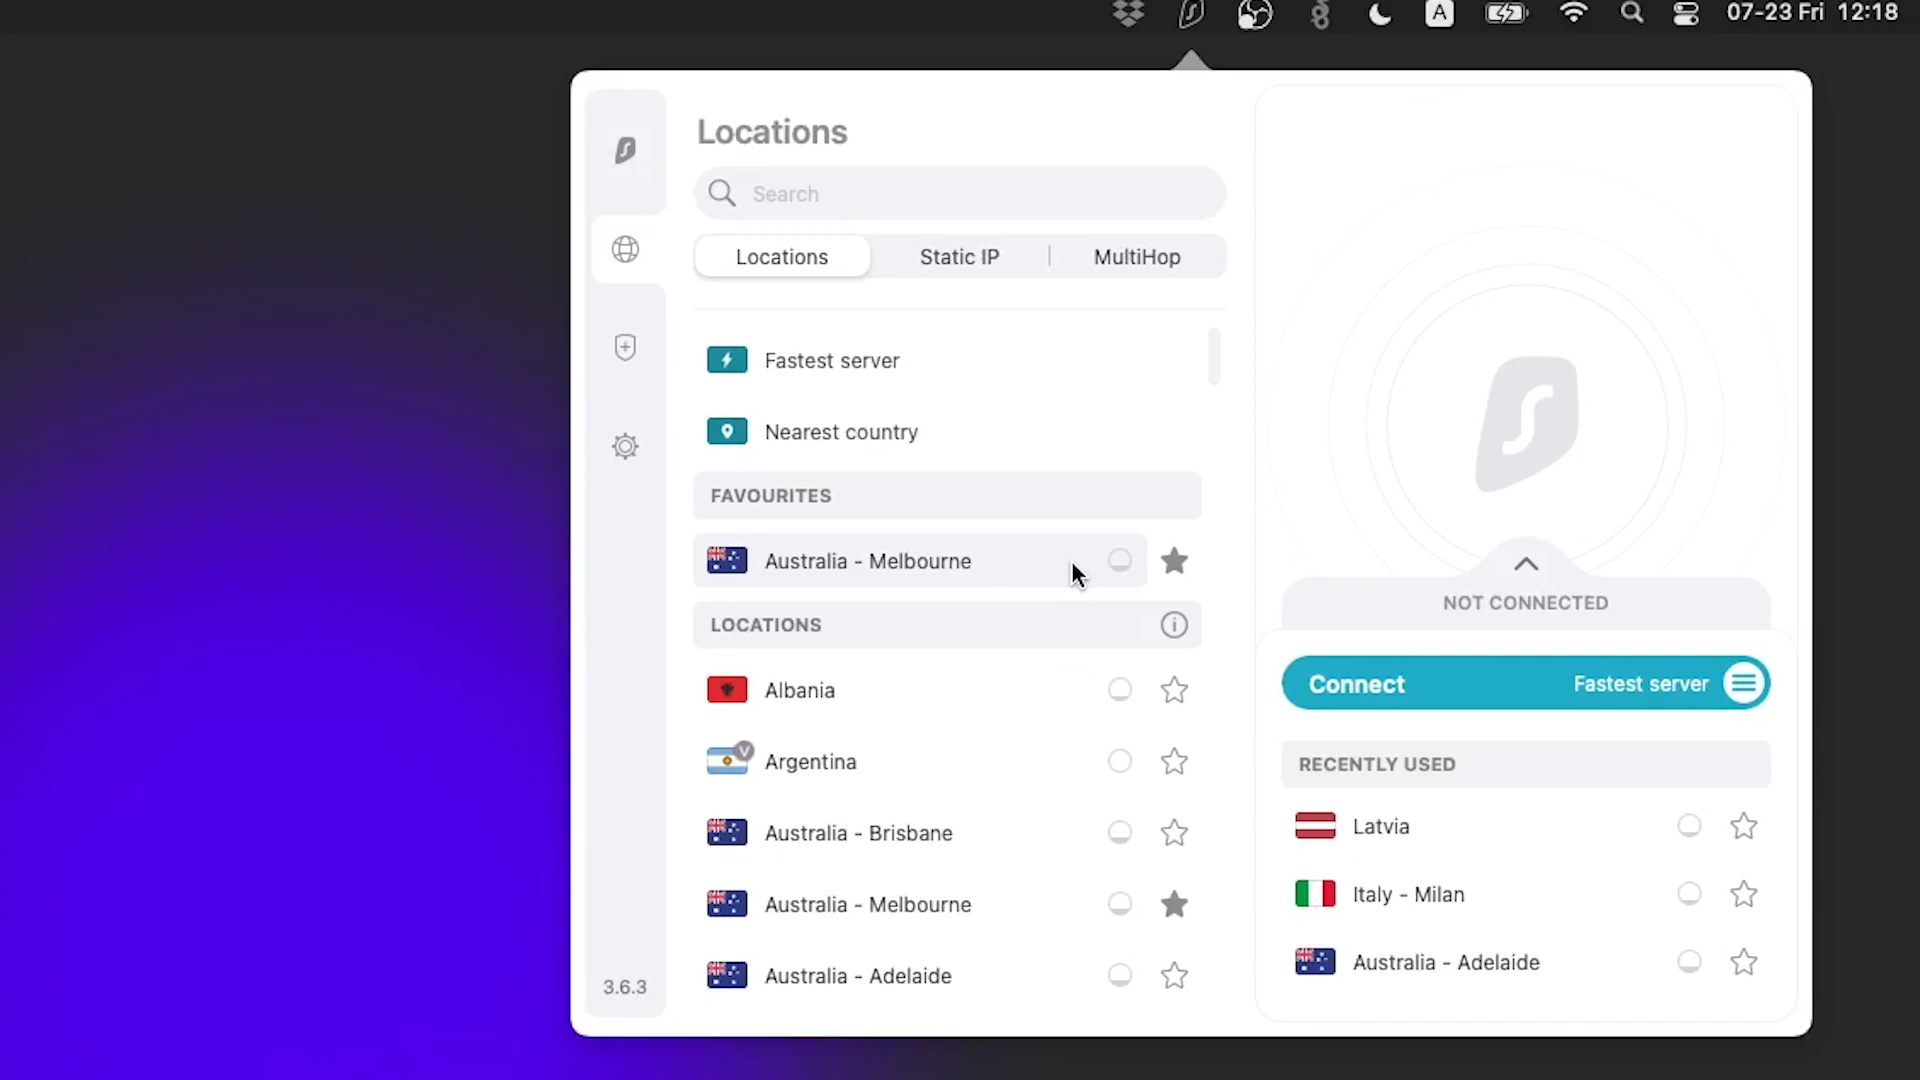 A
07-23 Fri 12:18
Locations
Search
Locations
Static IP
MultiHop
Fastest server
Nearest country
FAVOURITES
Australia - Melbourne
LOCATIONS
Albania
V
Argentina
Australia - Brisbane
Australia - Melbourne
Australia - Adelaide
3.6.3
NOT CONNECTED
Connect
Fastest server
RECENTLY USED
Latvia
Italy - Milan
Australia - Adelaide